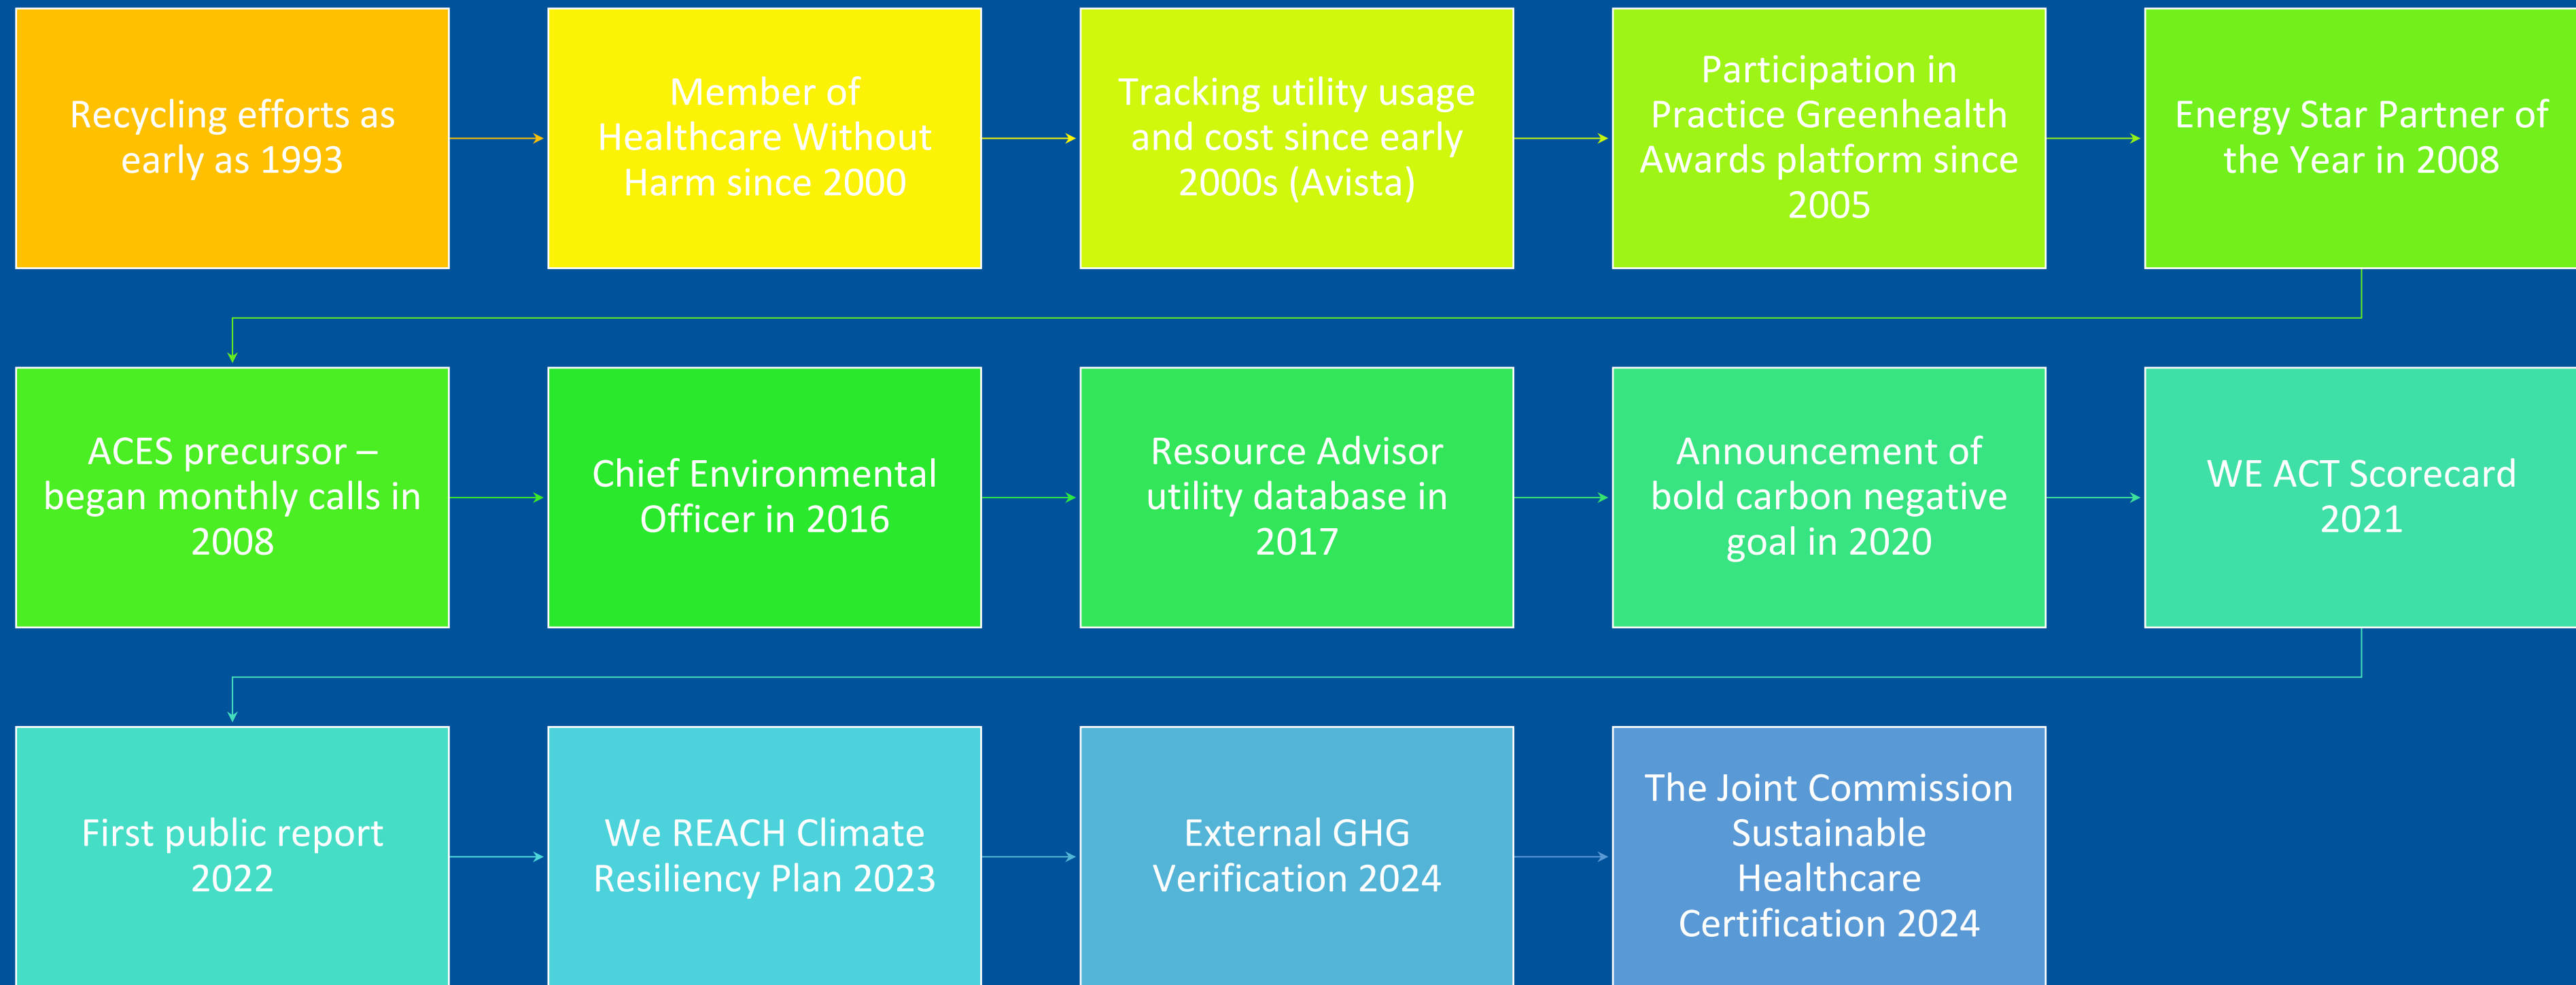 Recycling efforts as
early as 1993
Member of
Healthcare Without
Harm since 2000
Tracking utility usage
and cost since early
2000s (Avista)
Participation in
Practice Greenhealth
Awards platform since
2005
Energy Star Partner of
the Year in 2008
ACES precursor –
began monthly calls in
2008
Chief Environmental
Officer in 2016
Resource Advisor
utility database in
2017
Announcement of
bold carbon negative
goal in 2020
WE ACT Scorecard
2021
First public report
2022
We REACH Climate
Resiliency Plan 2023
External GHG
Verification 2024
The Joint Commission
Sustainable
Healthcare
Certification 2024